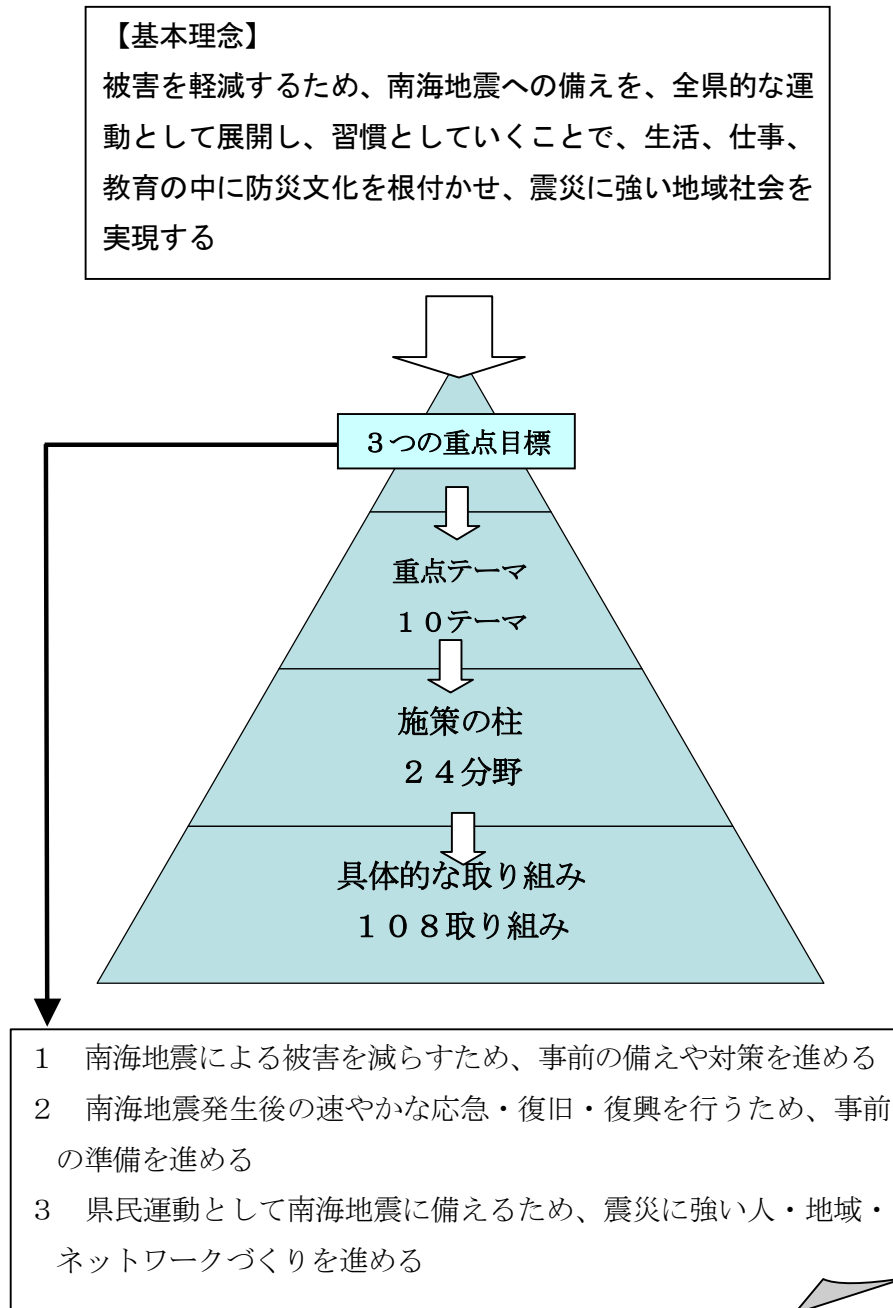 【基本理念】
被害を軽減するため、南海地震への備えを、全県的な運
動として展開し、習慣としていくことで、生活、仕事、
教育の中に防災文化を根付かせ、震災に強い地域社会を
実現する
３つの重点目標
重点テーマ
１０テーマ
施策の柱
２４分野
具体的な取り組み
１０８取り組み
１　南海地震による被害を減らすため、事前の備えや対策を進める
２　南海地震発生後の速やかな応急・復旧・復興を行うため、事前
の準備を進める
３　県民運動として南海地震に備えるため、震災に強い人・地域・
ネットワークづくりを進める